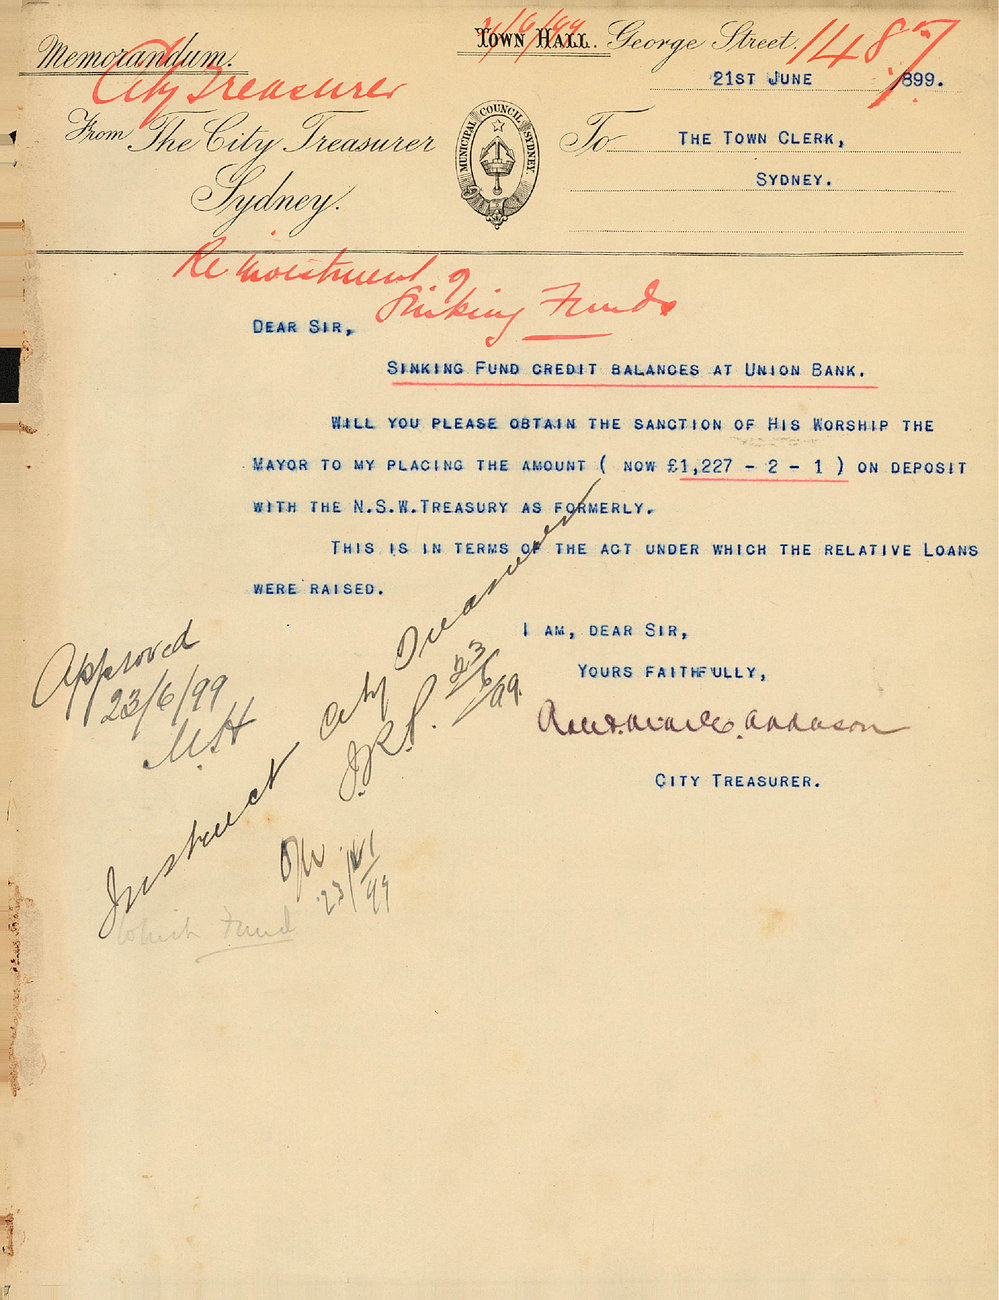 Memorandum.
TOWN HALL. George Street.
1487
21ST JUNE 1899.
City Treasurer
From The City Treasurer
Sydney.
MUNICIPAL COUNCIL SYDNEY
To THE TOWN CLERK,
SYDNEY.
Re investment of
Sinking Funds
DEAR SIR,
SINKING FUND CREDIT BALANCES AT UNION BANK.
WILL YOU PLEASE OBTAIN THE SANCTION OF HIS WORSHIP THE
MAYOR TO MY PLACING THE AMOUNT ( NOW £1,227 - 2 - 1 ) ON DEPOSIT
WITH THE N.S.W.TREASURY AS FORMERLY.
THIS IS IN TERMS OF THE ACT UNDER WHICH THE RELATIVE LOANS
WERE RAISED.
I AM, DEAR SIR,
YOURS FAITHFULLY,
CITY TREASURER.
Approved
23/6/99
M.H
Instruct City Treasurer
23/6/99
Which Fund